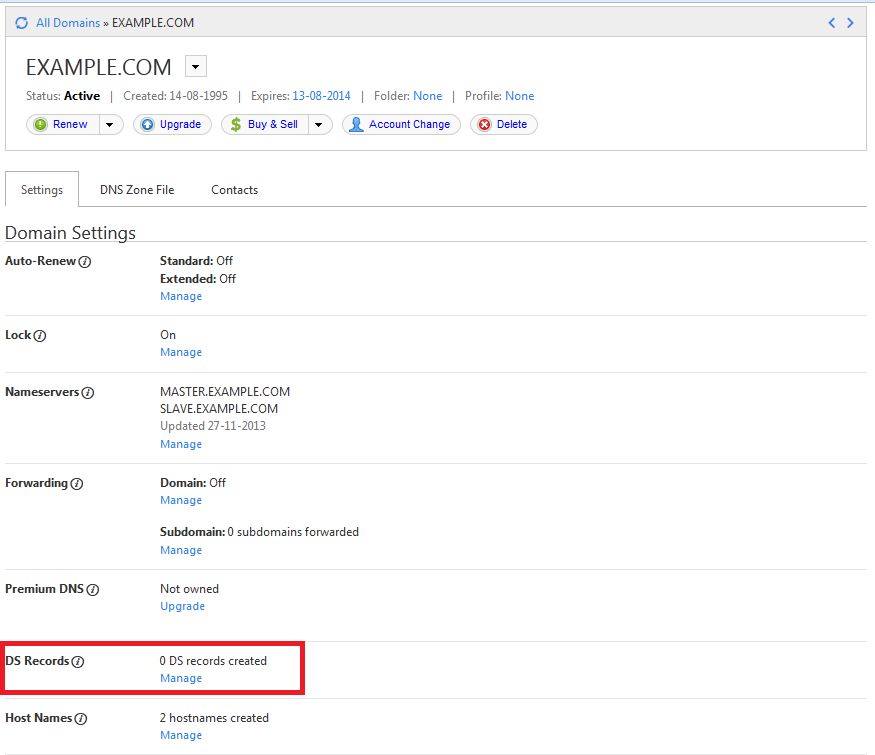 All Domains » EXAMPLE.COM
EXAMPLE.COM
Status: Active | Created: 14-08-1995 | Expires: 13-08-2014 | Folder: None | Profile: None
Renew Upgrade Buy & Sell Account Change Delete
Settings DNS Zone File Contacts
Domain Settings
Auto-Renew Standard: Off
Extended: Off
Manage
Lock On
Manage
Nameservers MASTER.EXAMPLE.COM
SLAVE.EXAMPLE.COM
Updated 27-11-2013
Manage
Forwarding Domain: Off
Manage
Subdomain: 0 subdomains forwarded
Manage
Premium DNS Not owned
Upgrade
DS Records 0 DS records created
Manage
Host Names 2 hostnames created
Manage